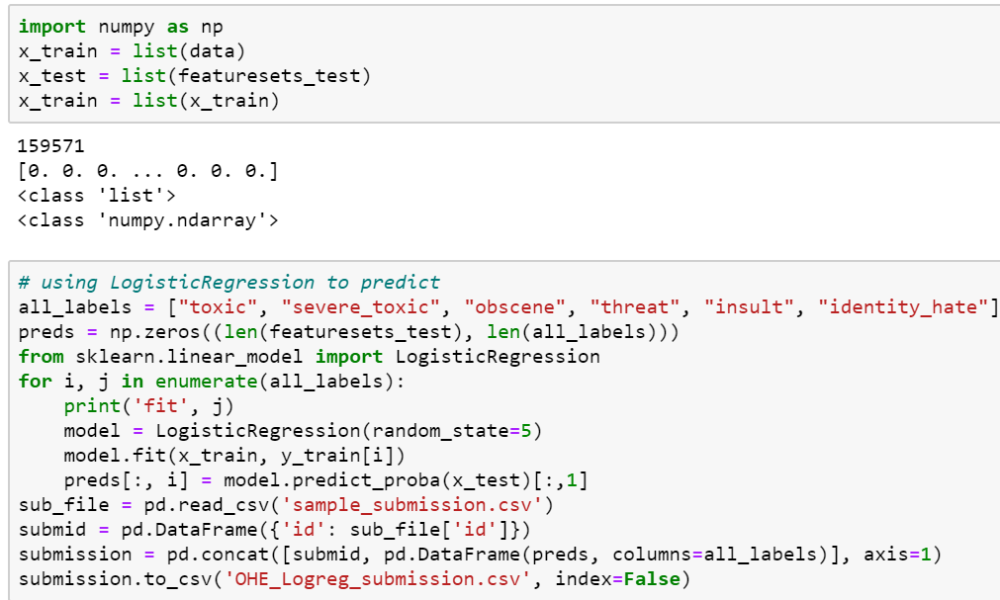 import numpy as np
x_train = list(data)
x_test = list(featuresets_test)
x_train = list(x_train)
159571
[0. 0. 0. ... 0. 0. 0.]
<class 'list'>
<class 'numpy.ndarray'>
# using LogisticRegression to predict
all_labels = ["toxic", "severe_toxic", "obscene", "threat", "insult", "identity_hate"]
preds = np.zeros((len(featuresets_test), len(all_labels)))
from sklearn.linear_model import LogisticRegression
for i, j in enumerate(all_labels):
    print('fit', j)
    model = LogisticRegression(random_state=5)
    model.fit(x_train, y_train[i])
    preds[:, i] = model.predict_proba(x_test)[:,1]
sub_file = pd.read_csv('sample_submission.csv')
submid = pd.DataFrame({'id': sub_file['id']})
submission = pd.concat([submid, pd.DataFrame(preds, columns=all_labels)], axis=1)
submission.to_csv('OHE_Logreg_submission.csv', index=False)